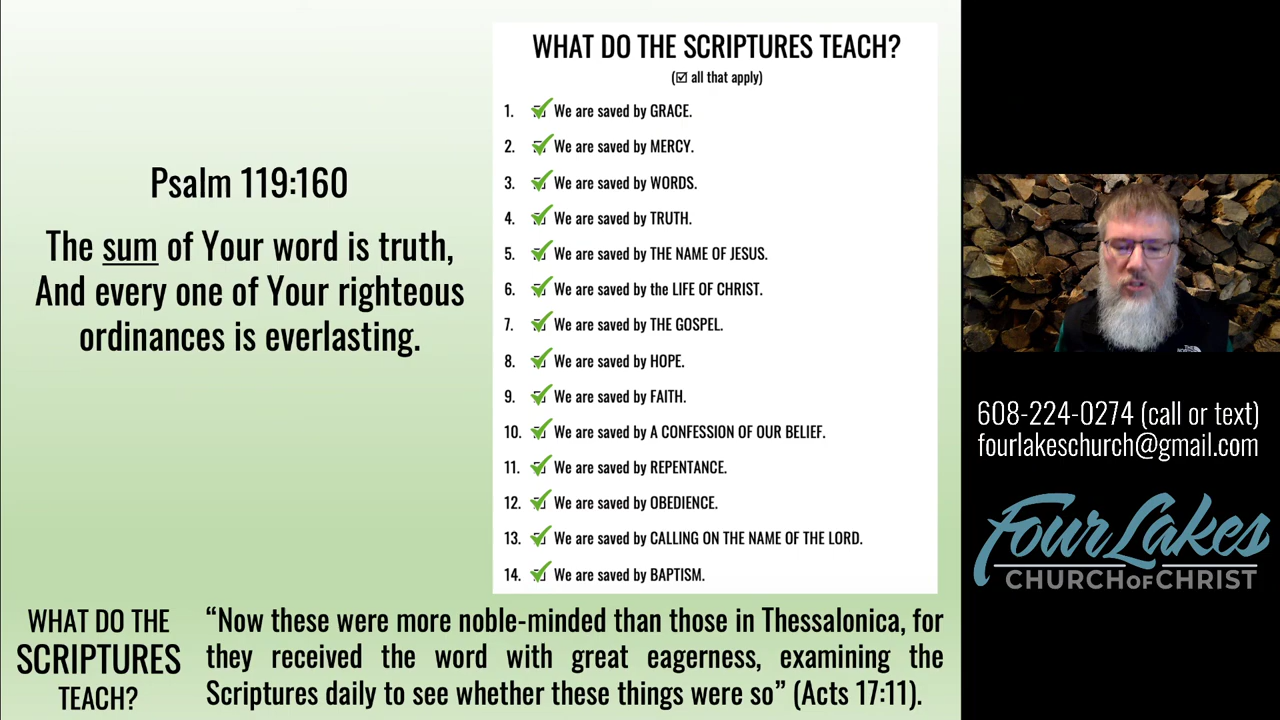 WHAT DO THE SCRIPTURES TEACH?
(☑ all that apply)
1. We are saved by GRACE.
2. We are saved by MERCY.
3. We are saved by WORDS.
4. We are saved by TRUTH.
5. We are saved by THE NAME OF JESUS.
6. We are saved by the LIFE OF CHRIST.
7. We are saved by THE GOSPEL.
8. We are saved by HOPE.
9. We are saved by FAITH.
10. We are saved by A CONFESSION OF OUR BELIEF.
11. We are saved by REPENTANCE.
12. We are saved by OBEDIENCE.
13. We are saved by CALLING ON THE NAME OF THE LORD.
14. We are saved by BAPTISM.
Psalm 119:160
The sum of Your word is truth,
And every one of Your righteous
ordinances is everlasting.
WHAT DO THE
SCRIPTURES
TEACH?
“Now these were more noble-minded than those in Thessalonica, for
they received the word with great eagerness, examining the
Scriptures daily to see whether these things were so” (Acts 17:11).
608-224-0274 (call or text)
fourlakeschurch@gmail.com
Four Lakes
CHURCH OF CHRIST